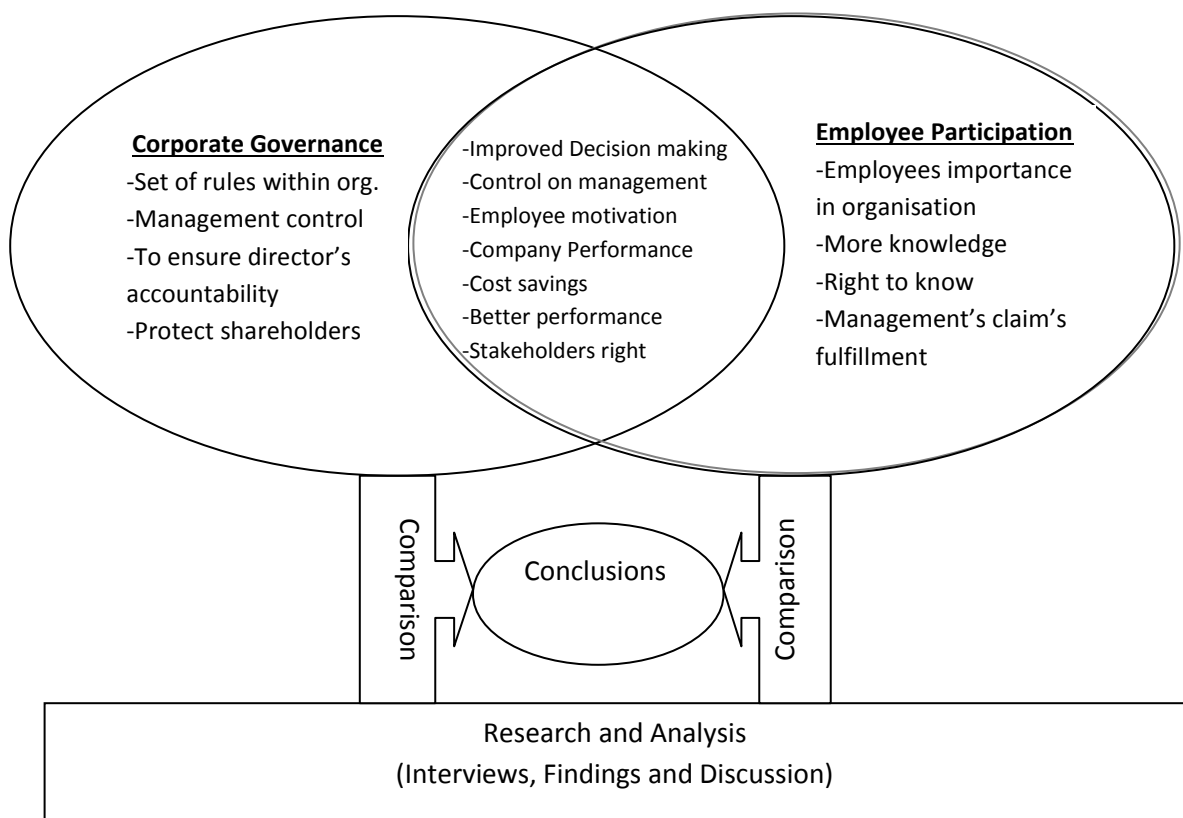 Corporate Governance
-Set of rules within org.
-Management control
-To ensure director’s
accountability
-Protect shareholders
-Improved Decision making
-Control on management
-Employee motivation
-Company Performance
-Cost savings
-Better performance
-Stakeholders right
Employee Participation
-Employees importance
in organisation
-More knowledge
-Right to know
-Management’s claim’s
fulfillment
Comparison
Conclusions
Comparison
Research and Analysis
(Interviews, Findings and Discussion)